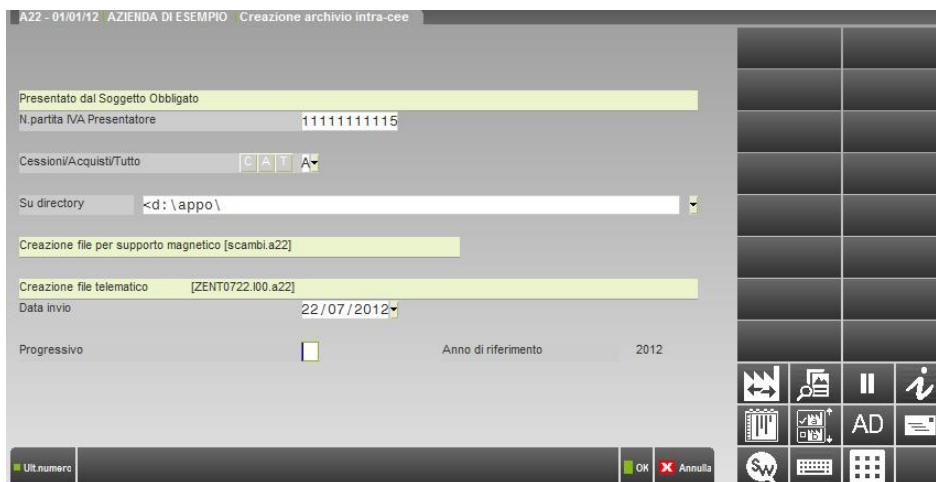 A22 - 01/01/12 AZIENDA DI ESEMPIO Creazione archivio intra-cee
Presentato dal Soggetto Obbligato
N.partita IVA Presentatore 11111111115
Cessioni/Acquisti/Tutto C A T A
Su directory <d:\appo\
Creazione file per supporto magnetico [scambi.a22]
Creazione file telematico [ZENT0722.I00.a22]
Data invio 22/07/2012
Progressivo Anno di riferimento 2012
i
AD
Ult.numero OK X Annulla SW